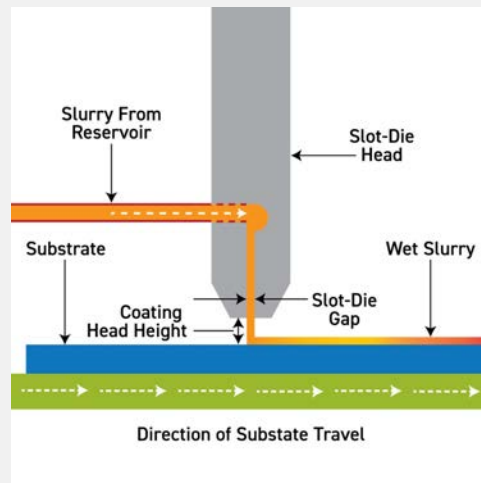 Slurry From
Reservoir
Slot-Die
Head
Substrate
Wet Slurry
Coating
Head Height
Slot-Die
Gap
Direction of Substate Travel